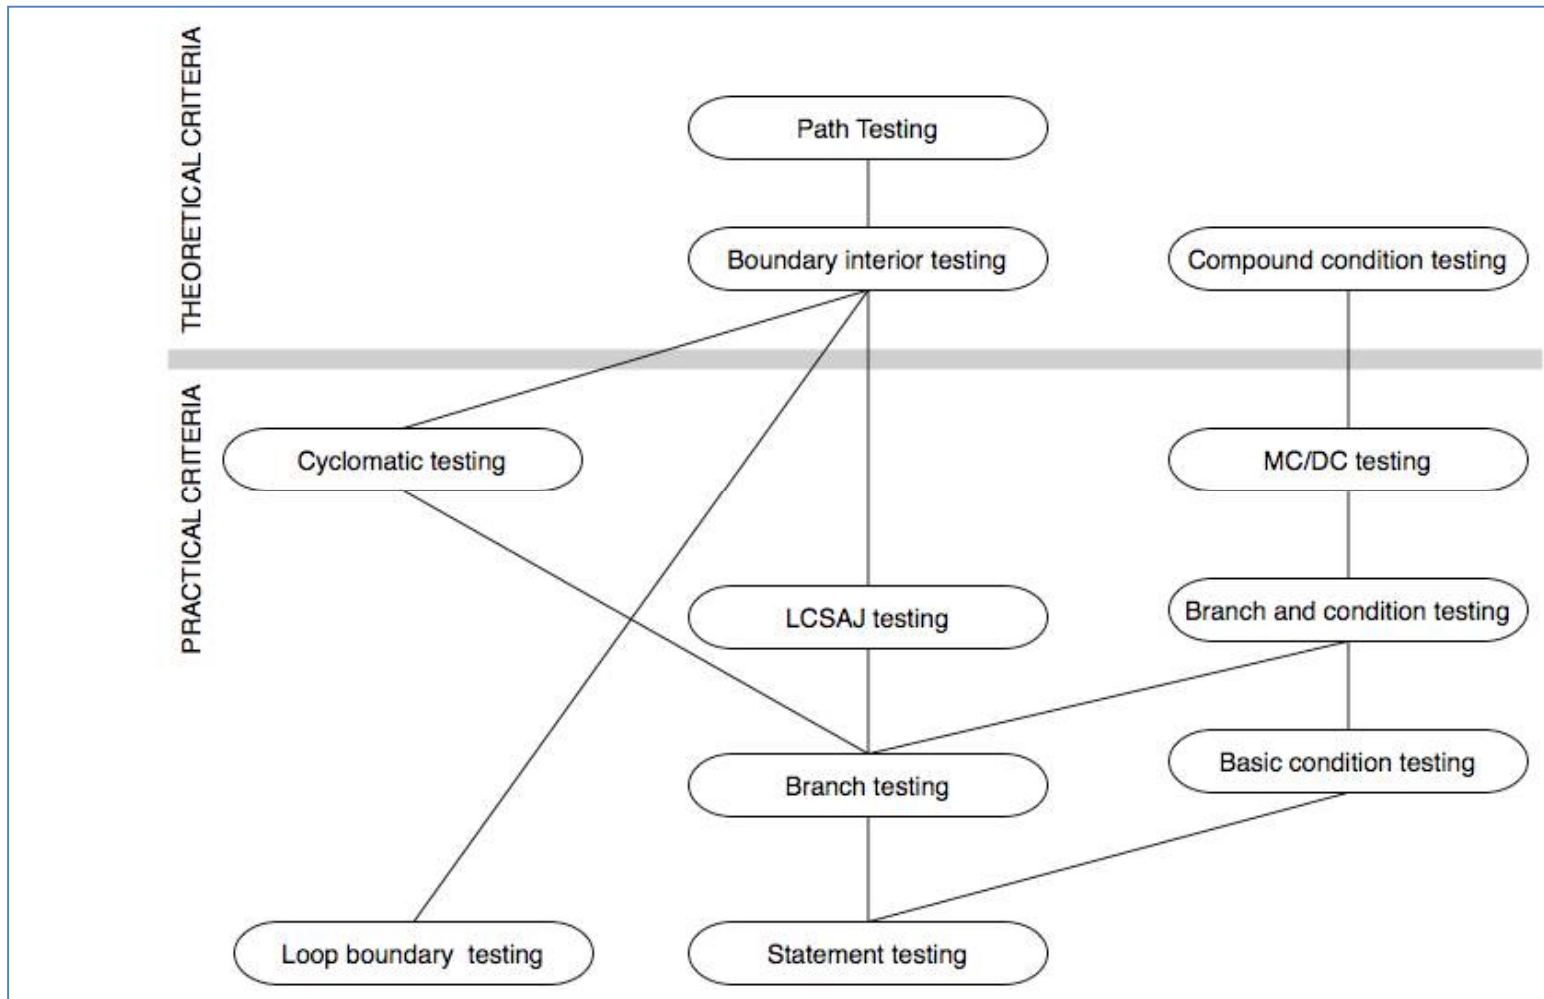 THEORETICAL CRITERIA
Path Testing
Boundary interior testing
Compound condition testing
PRACTICAL CRITERIA
Cyclomatic testing
MC/DC testing
LCSAJ testing
Branch and condition testing
Branch testing
Basic condition testing
Loop boundary testing
Statement testing